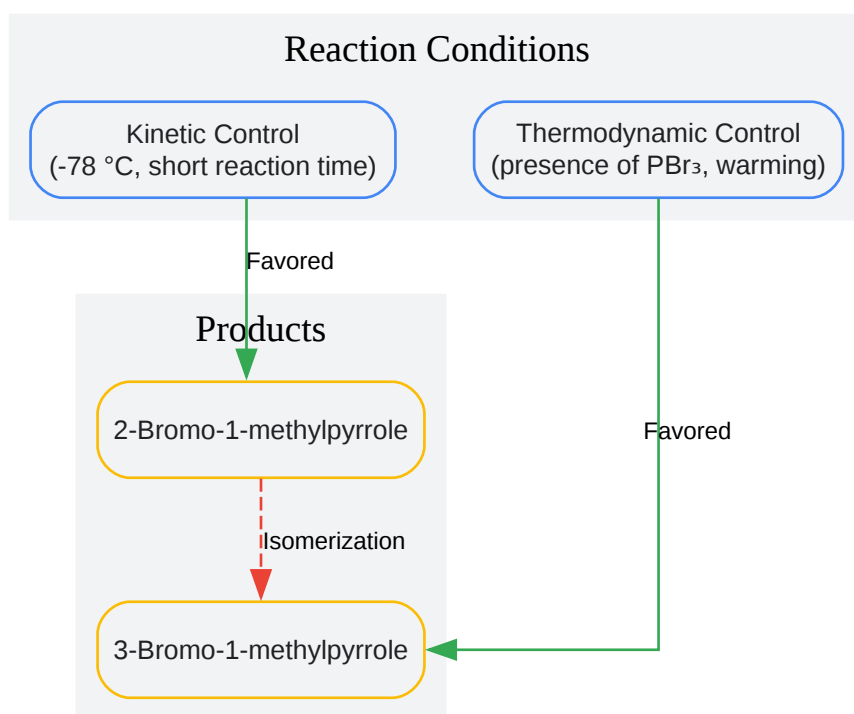 Reaction Conditions
Kinetic Control
(-78 °C, short reaction time)
Thermodynamic Control
(presence of PBr₃, warming)
Favored
Products
2-Bromo-1-methylpyrrole
Favored
Isomerization
3-Bromo-1-methylpyrrole